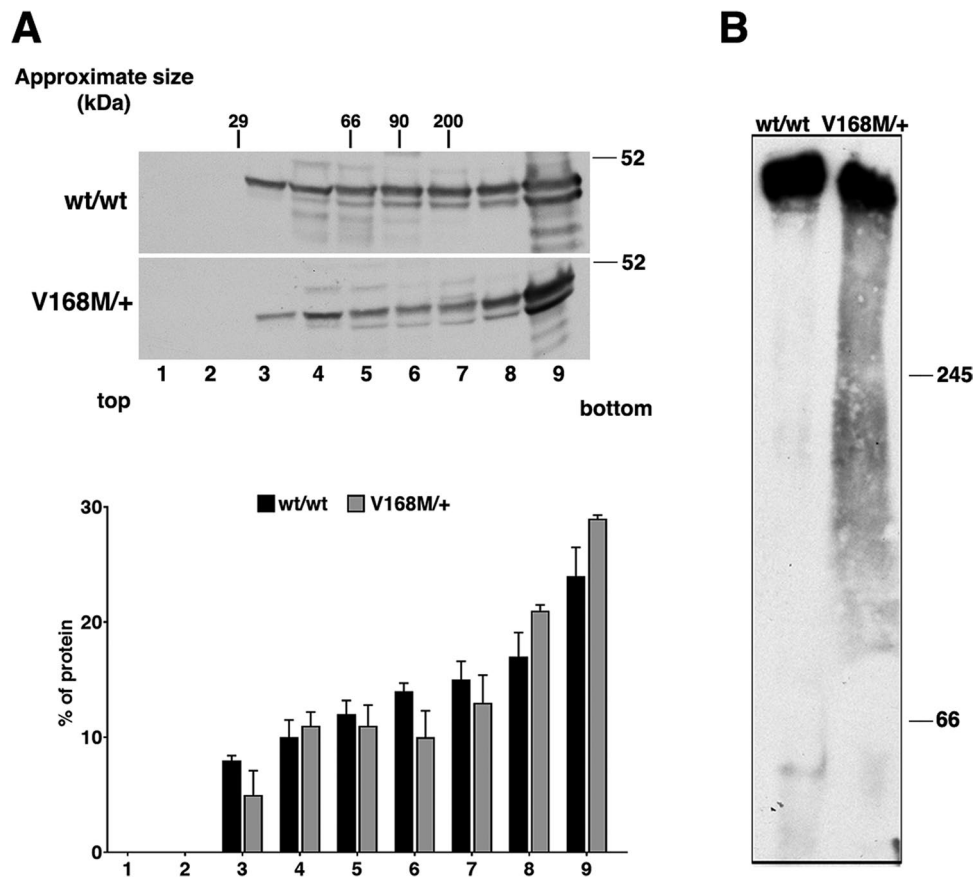 A
B
Approximate size
(kDa)
29 66 90 200
wt/wt
52
V168M/+
52
1 2 3 4 5 6 7 8 9
top
bottom
wt/wt V168M/+
% of protein
30
20
10
0
1 2 3 4 5 6 7 8 9
wt/wt V168M/+
245
66